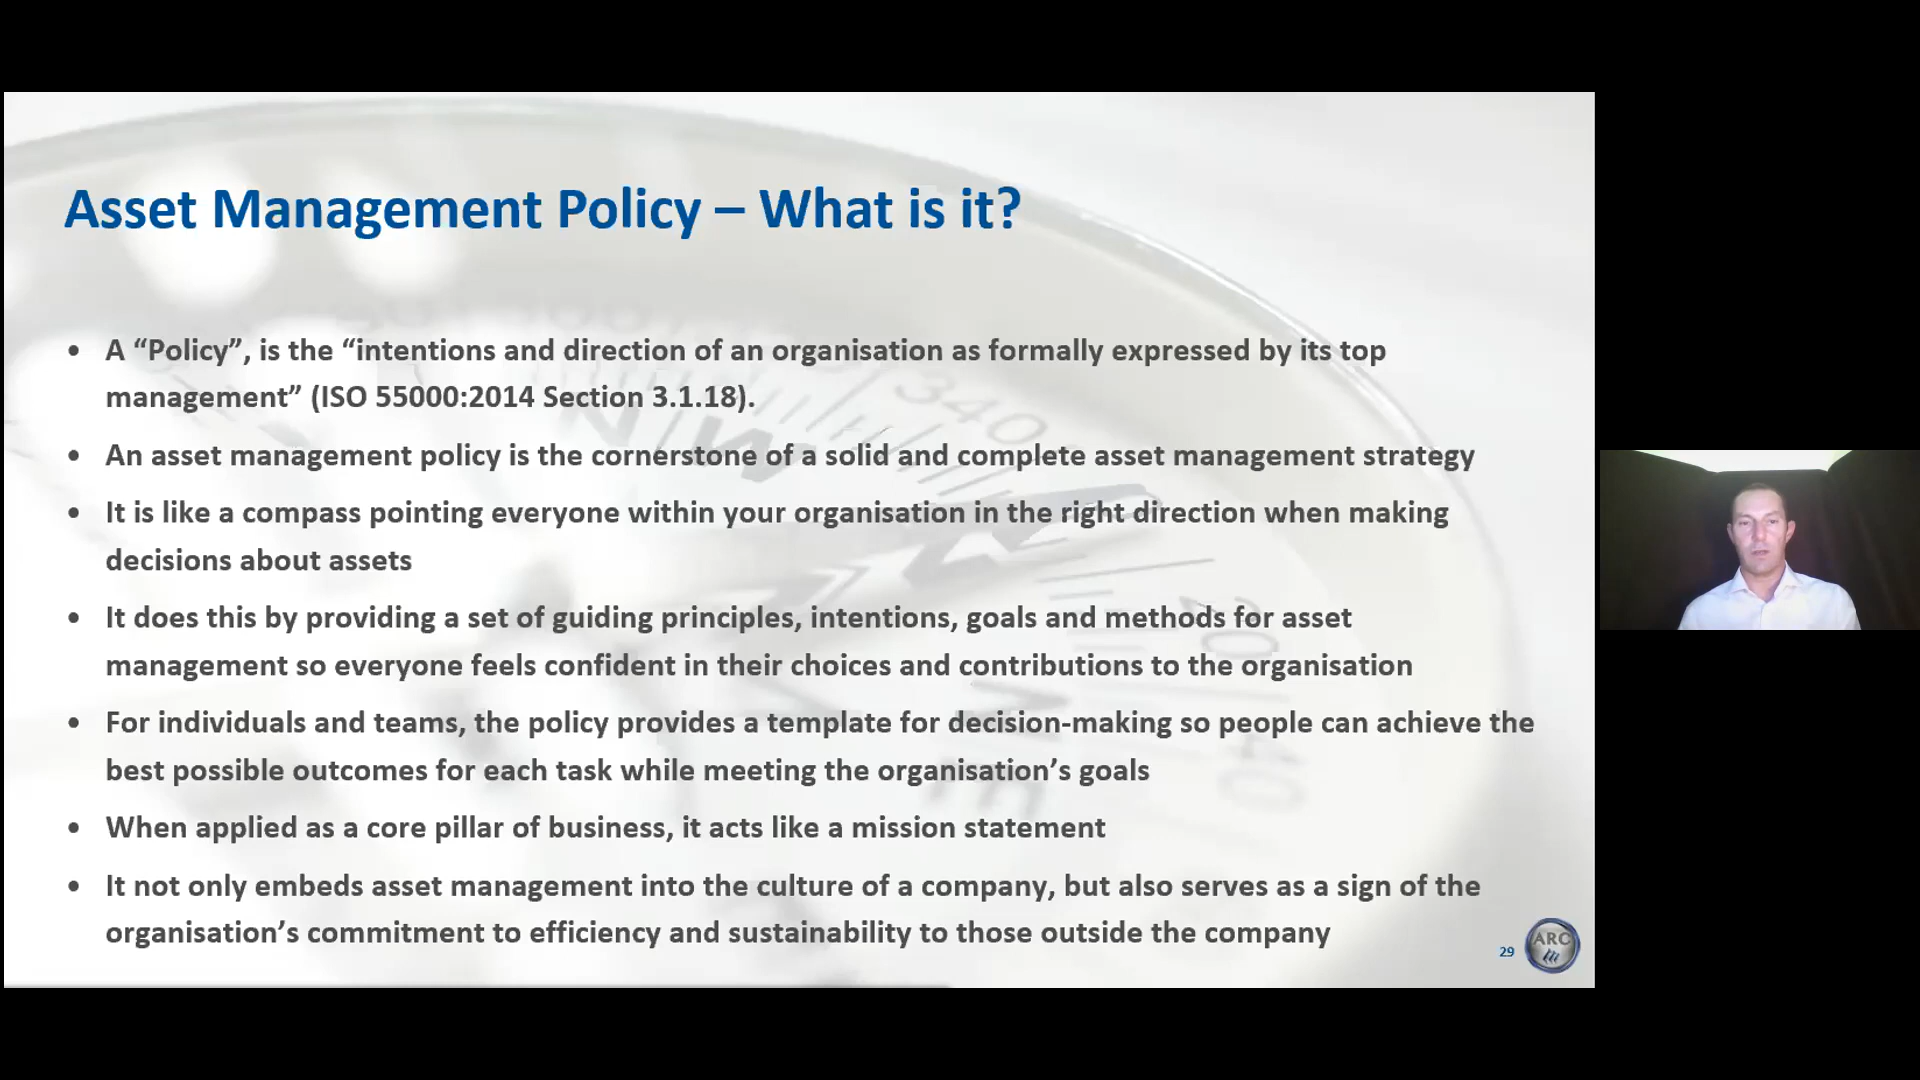 Asset Management Policy – What is it?
• A “Policy”, is the “intentions and direction of an organisation as formally expressed by its top
management” (ISO 55000:2014 Section 3.1.18).
• An asset management policy is the cornerstone of a solid and complete asset management strategy
• It is like a compass pointing everyone within your organisation in the right direction when making
decisions about assets
• It does this by providing a set of guiding principles, intentions, goals and methods for asset
management so everyone feels confident in their choices and contributions to the organisation
• For individuals and teams, the policy provides a template for decision-making so people can achieve the
best possible outcomes for each task while meeting the organisation’s goals
• When applied as a core pillar of business, it acts like a mission statement
• It not only embeds asset management into the culture of a company, but also serves as a sign of the
organisation’s commitment to efficiency and sustainability to those outside the company
29
ARC
340
20
40
N
NE